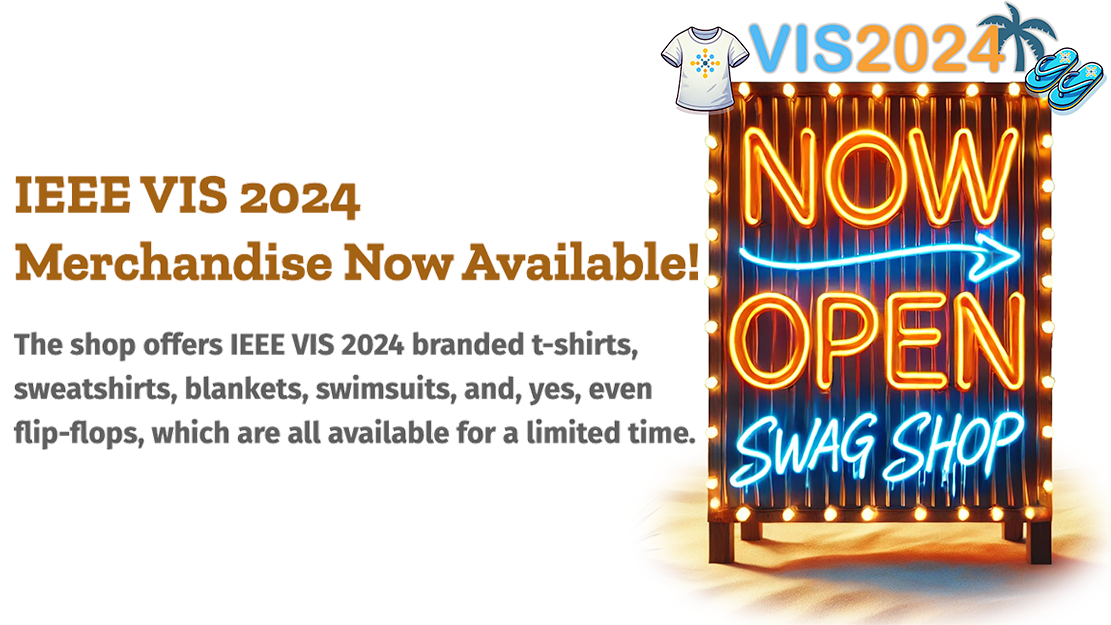 VIS2024
IEEE VIS 2024
Merchandise Now Available!
The shop offers IEEE VIS 2024 branded t-shirts,
sweatshirts, blankets, swimsuits, and, yes, even
flip-flops, which are all available for a limited time.
NOW
OPEN
SWAG SHOP